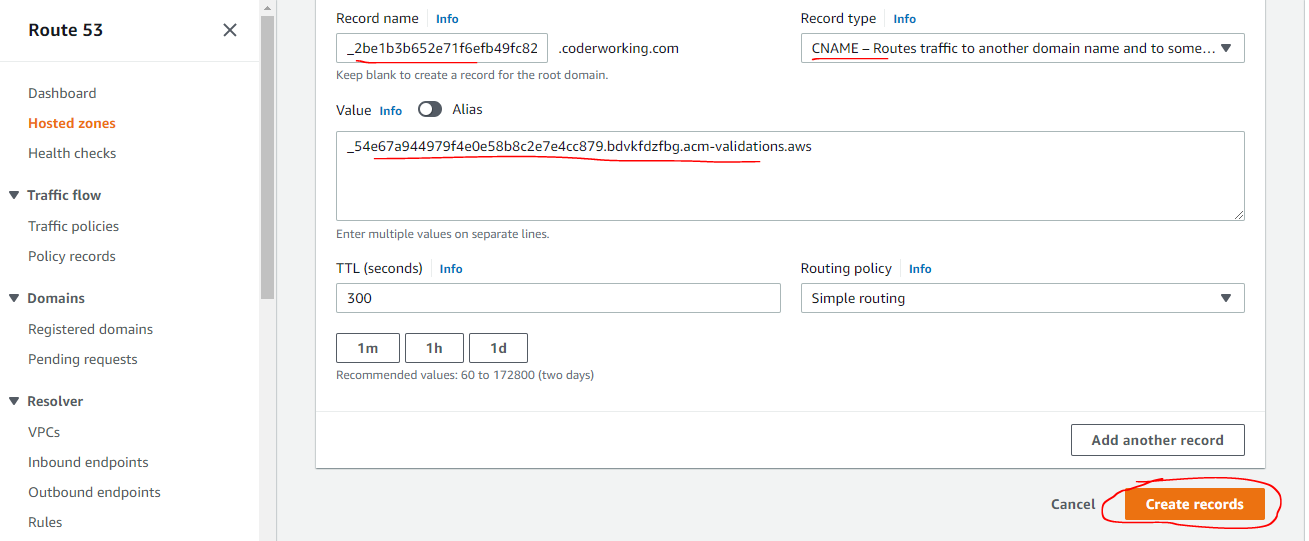 Route 53
Dashboard
Hosted zones
Health checks
Traffic flow
Traffic policies
Policy records
Domains
Registered domains
Pending requests
Resolver
VPCs
Inbound endpoints
Outbound endpoints
Rules
Record name Info
_2be1b3b652e71f6efb49fc82 .coderworking.com
Keep blank to create a record for the root domain.
Record type Info
CNAME – Routes traffic to another domain name and to some...
Value Info Alias
_54e67a944979f4e0e58b8c2e7e4cc879.bdvkfdzfbg.acm-validations.aws
Enter multiple values on separate lines.
TTL (seconds) Info
300
1m 1h 1d
Recommended values: 60 to 172800 (two days)
Routing policy Info
Simple routing
Add another record
Cancel Create records